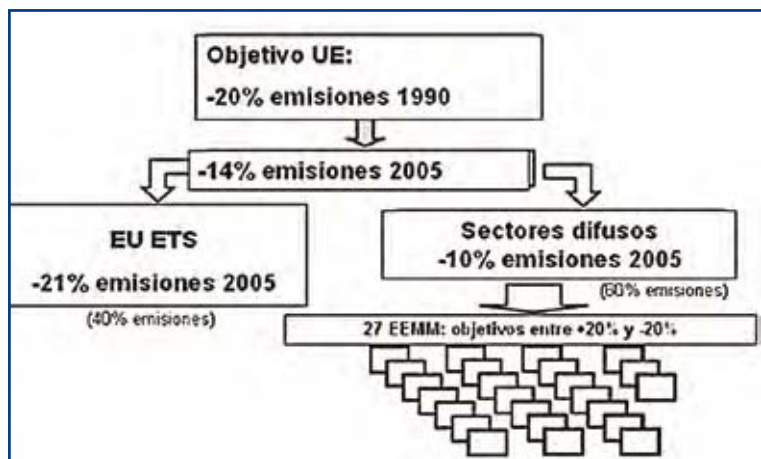 Objetivo UE:
-20% emisiones 1990
-14% emisiones 2005
EU ETS
-21% emisiones 2005
(40% emisiones)
Sectores difusos
-10% emisiones 2005
(60% emisiones)
27 EEMM: objetivos entre +20% y -20%